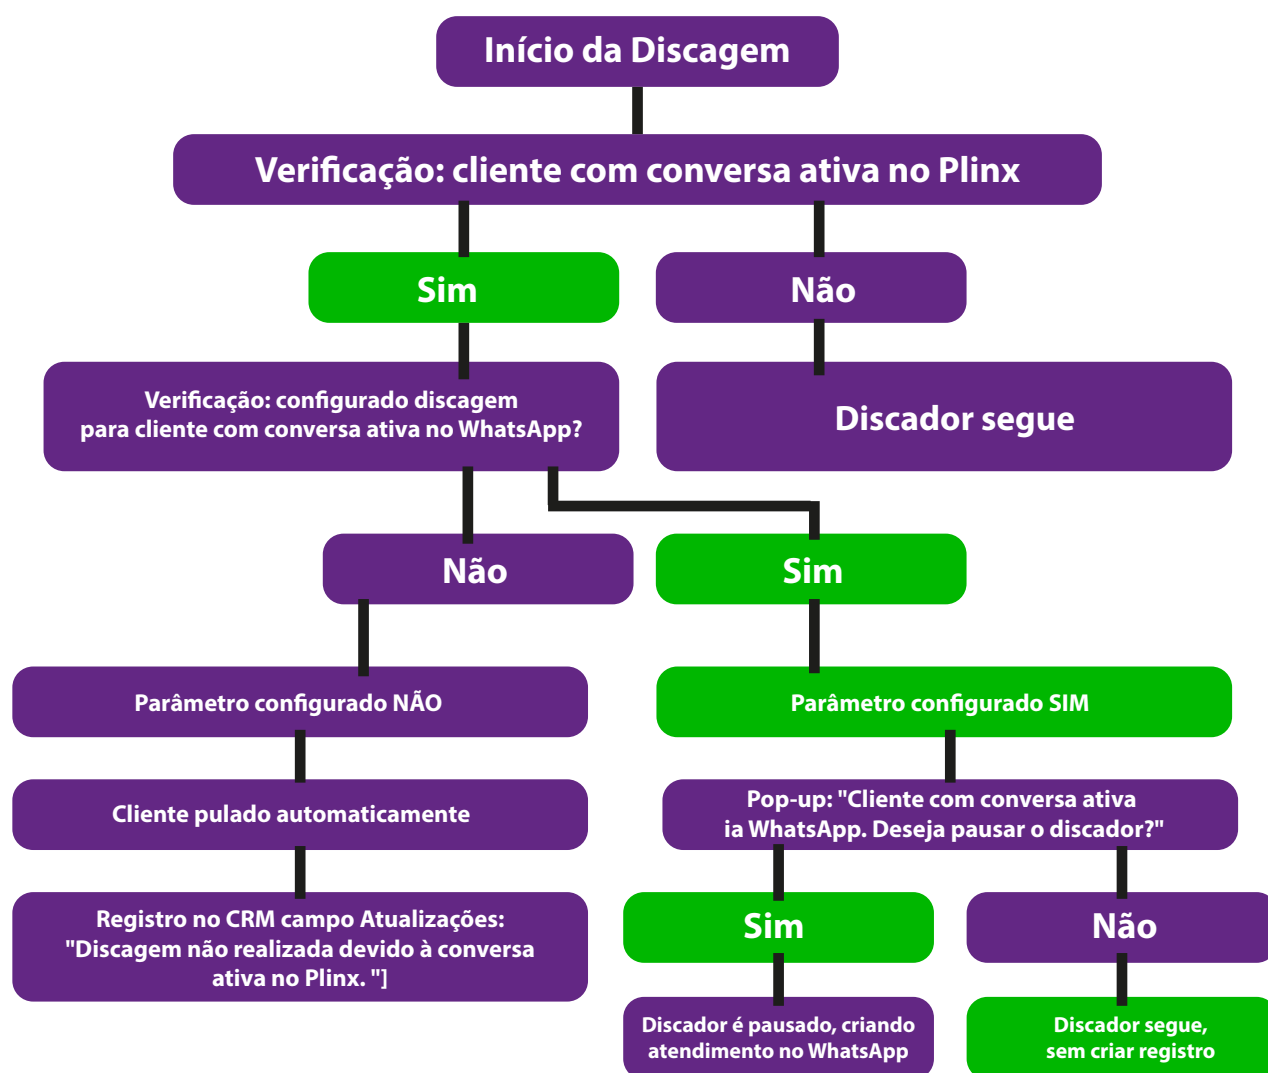 Início da Discagem
Verificação: cliente com conversa ativa no Plinx
Sim
Não
Verificação: configurado discagem
para cliente com conversa ativa no WhatsApp?
Discador segue
Não
Sim
Parâmetro configurado NÃO
Parâmetro configurado SIM
Cliente pulado automaticamente
Pop-up: "Cliente com conversa ativa
ia WhatsApp. Deseja pausar o discador?"
Registro no CRM campo Atualizações:
"Discagem não realizada devido à conversa
ativa no Plinx. "]
Sim
Não
Discador é pausado, criando
atendimento no WhatsApp
Discador segue,
sem criar registro